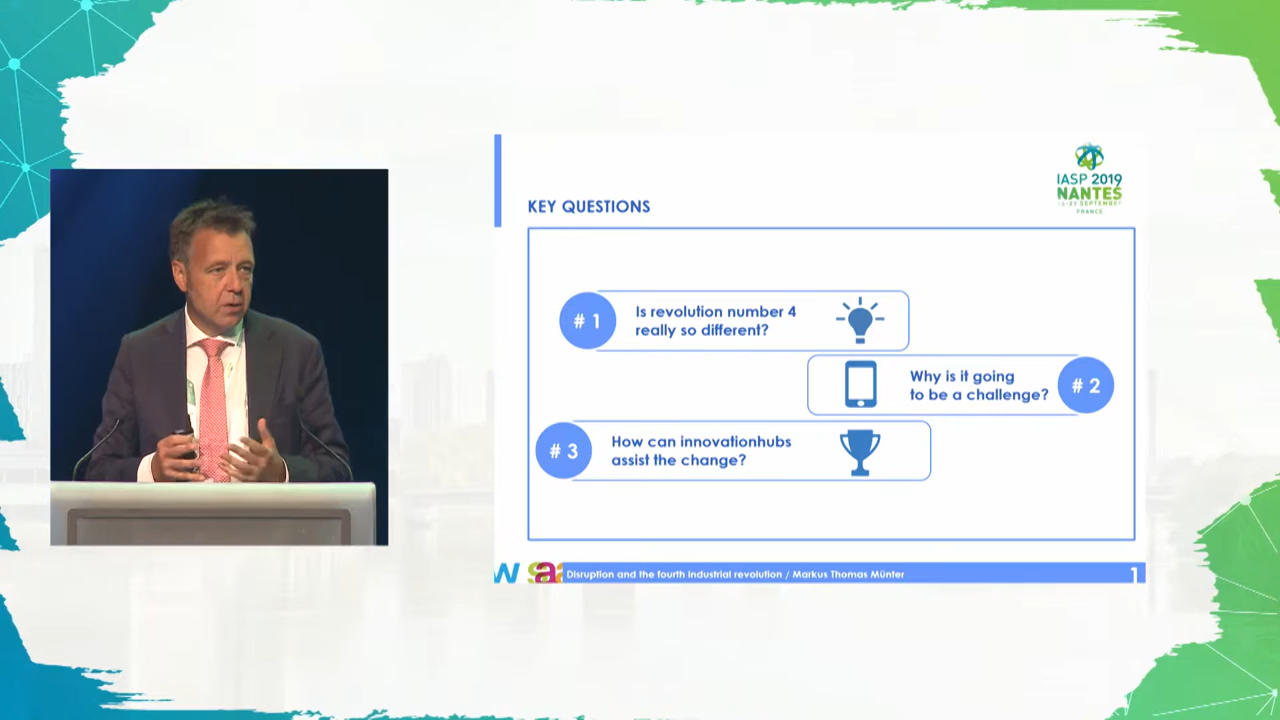 IASP 2019
NANTES
FRANCE
KEY QUESTIONS
# 1
Is revolution number 4
really so different?
Why is it going
to be a challenge?
# 2
# 3
How can innovationhubs
assist the change?
Disruption and the fourth industrial revolution / Markus Thomas Münter
1